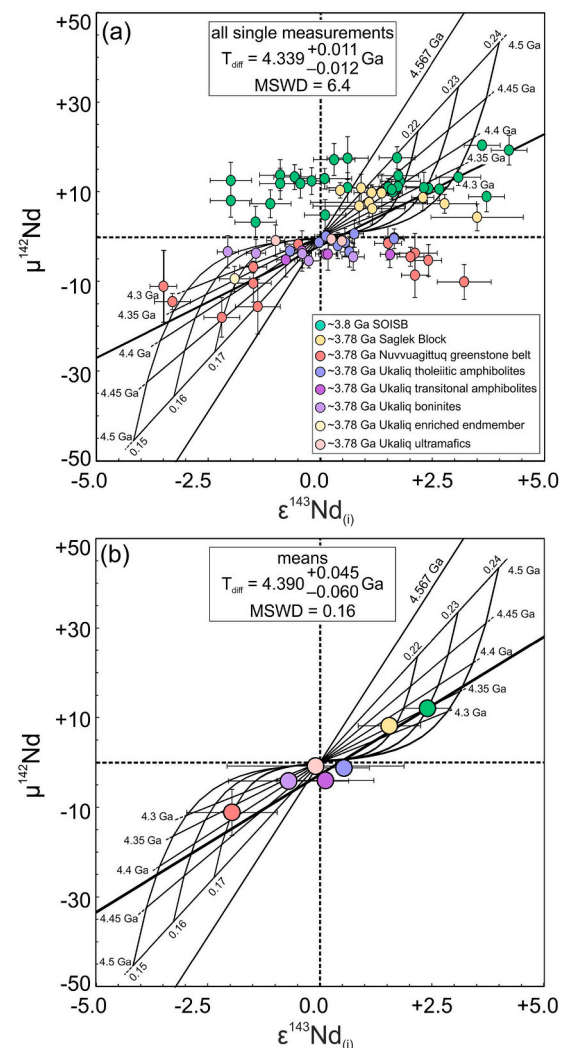 (a)
all single measurements
T_diff = 4.339 +0.011 −0.012 Ga
MSWD = 6.4
4.567 Ga
0.24
4.5 Ga
0.23
4.45 Ga
0.22
4.4 Ga
4.35 Ga
4.3 Ga
+50
+30
+10
-10
-30
-50
μ¹⁴²Nd
4.3 Ga
4.35 Ga
4.4 Ga
4.45 Ga
4.5 Ga
0.17
0.16
0.15
~3.8 Ga SOISB
~3.78 Ga Saglek Block
~3.78 Ga Nuvvuagittuq greenstone belt
~3.78 Ga Ukaliq tholeiitic amphibolites
~3.78 Ga Ukaliq transitonal amphibolites
~3.78 Ga Ukaliq boninites
~3.78 Ga Ukaliq enriched endmember
~3.78 Ga Ukaliq ultramafics
-5.0 -2.5 0.0 +2.5 +5.0
ε¹⁴³Nd(i)
(b)
means
T_diff = 4.390 +0.045 −0.060 Ga
MSWD = 0.16
4.567 Ga
0.24
4.5 Ga
0.23
4.45 Ga
0.22
4.4 Ga
4.35 Ga
4.3 Ga
+50
+30
+10
-10
-30
-50
μ¹⁴²Nd
4.3 Ga
4.35 Ga
4.4 Ga
4.45 Ga
4.5 Ga
0.17
0.16
0.15
-5.0 -2.5 0.0 +2.5 +5.0
ε¹⁴³Nd(i)